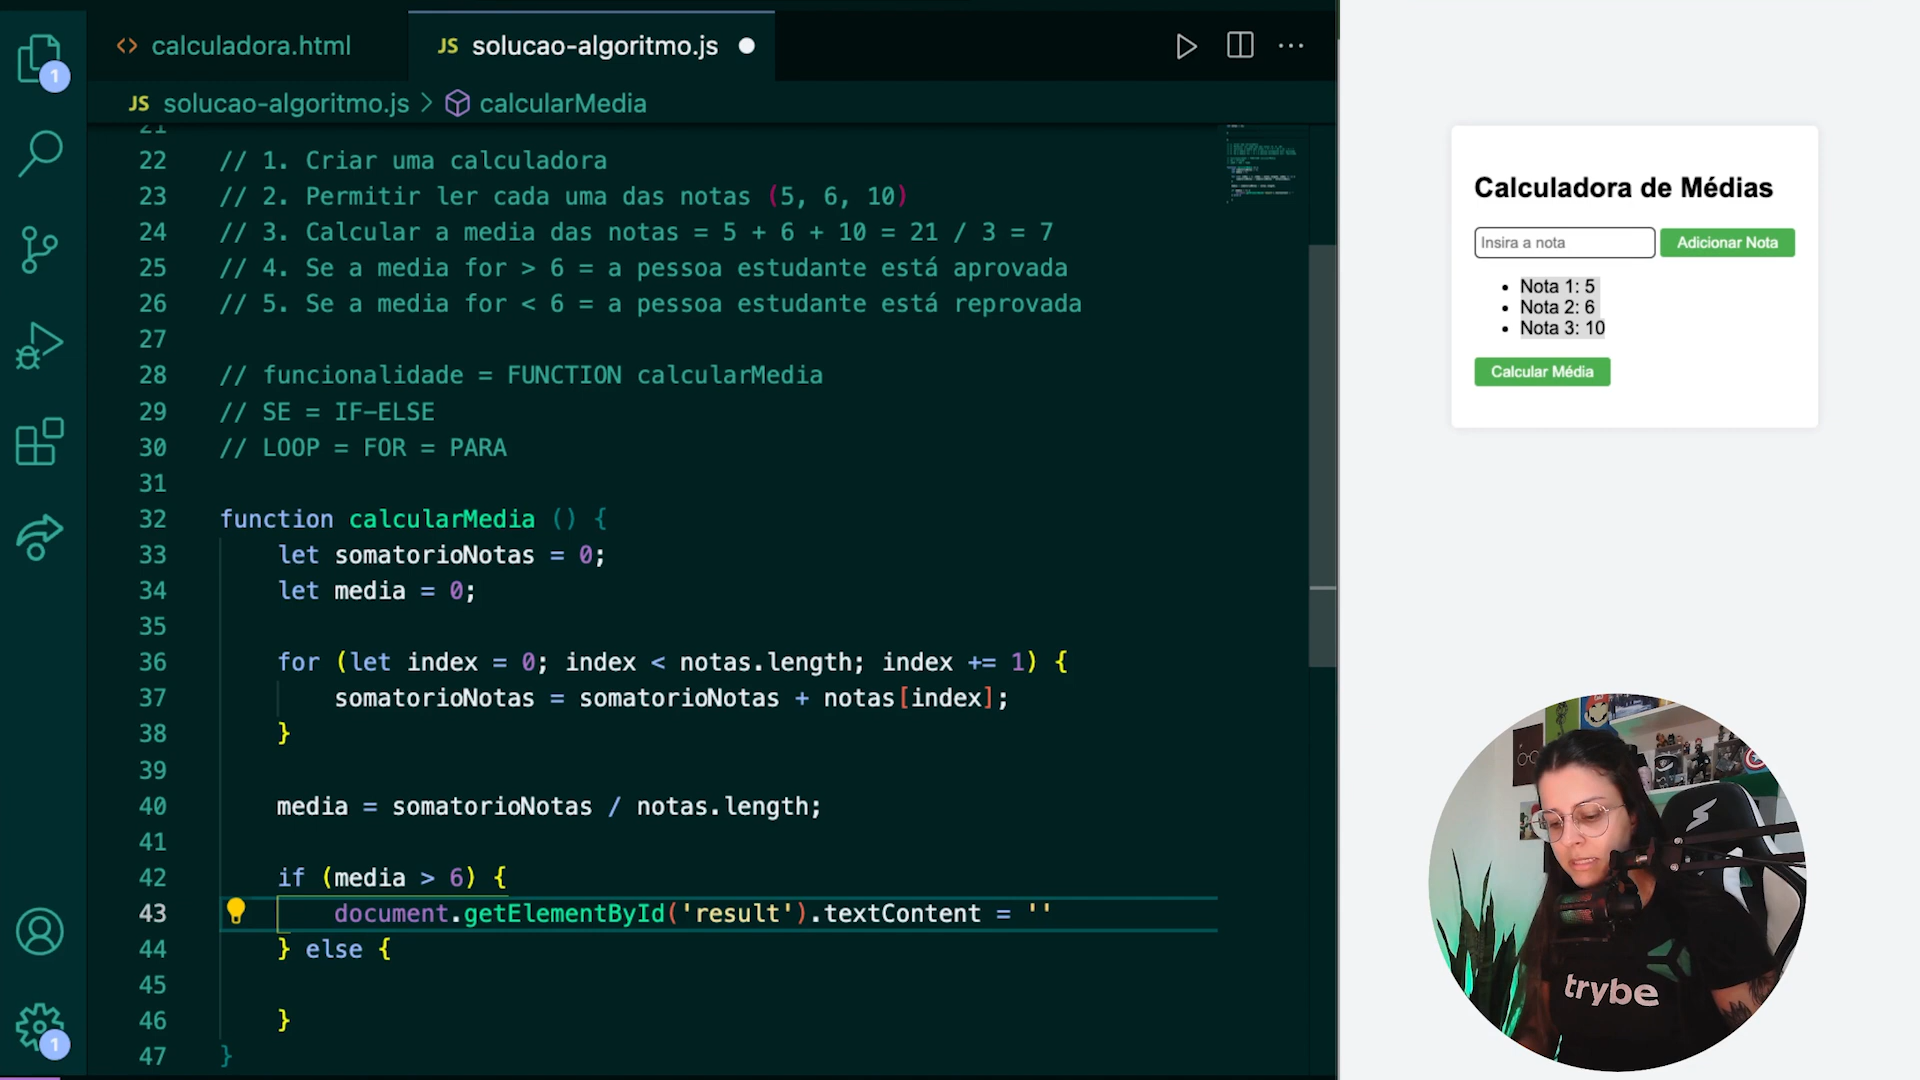 calculadora.html
JS solucao-algoritmo.js
JS solucao-algoritmo.js > calcularMedia
21
22 // 1. Criar uma calculadora
23 // 2. Permitir ler cada uma das notas (5, 6, 10)
24 // 3. Calcular a media das notas = 5 + 6 + 10 = 21 / 3 = 7
25 // 4. Se a media for > 6 = a pessoa estudante está aprovada
26 // 5. Se a media for < 6 = a pessoa estudante está reprovada
27
28 // funcionalidade = FUNCTION calcularMedia
29 // SE = IF-ELSE
30 // LOOP = FOR = PARA
31
32 function calcularMedia () {
33 let somatorioNotas = 0;
34 let media = 0;
35
36 for (let index = 0; index < notas.length; index += 1) {
37 somatorioNotas = somatorioNotas + notas[index];
38 }
39
40 media = somatorioNotas / notas.length;
41
42 if (media > 6) {
43 document.getElementById('result').textContent = ''
44 } else {
45
46 }
47 }
1
1
Calculadora de Médias
Insira a nota
Adicionar Nota
• Nota 1: 5
• Nota 2: 6
• Nota 3: 10
Calcular Média
trybe